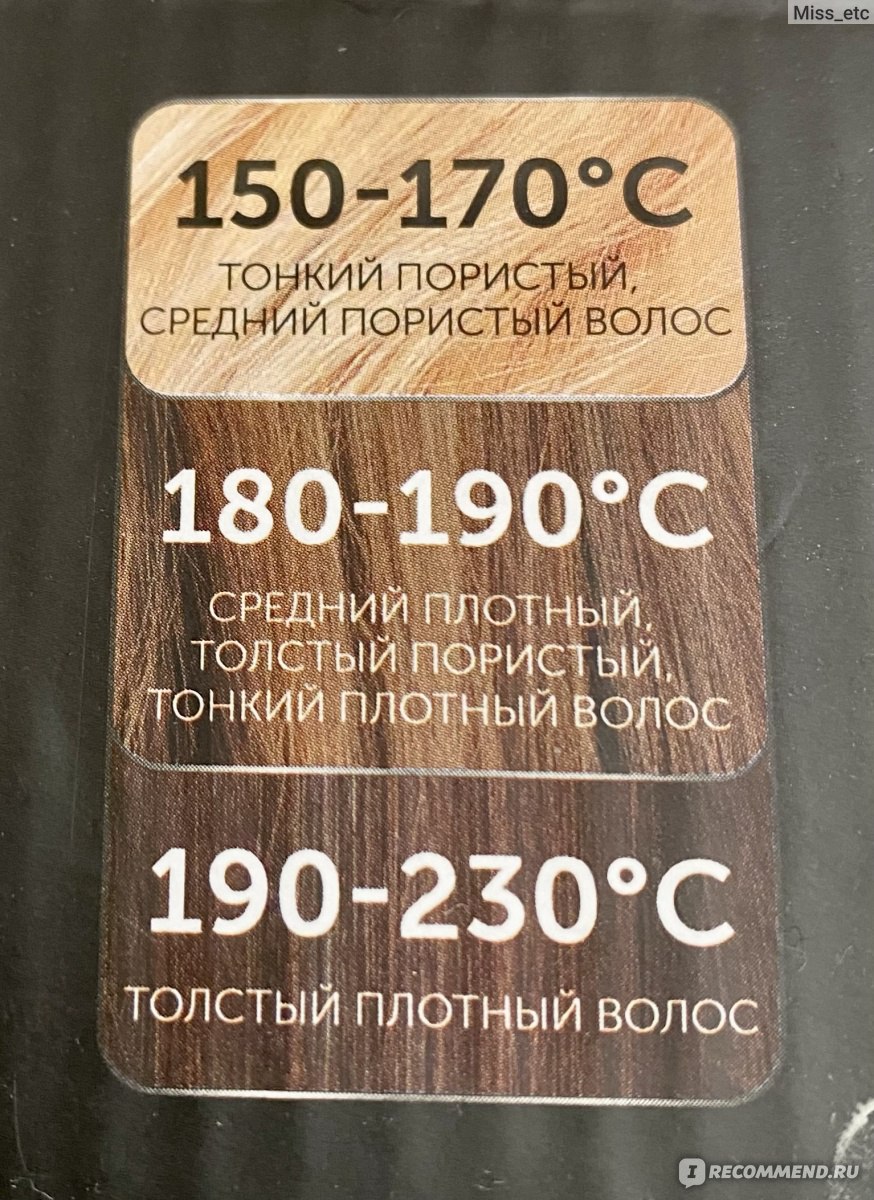 Miss_etc
150-170°C
ТОНКИЙ ПОРИСТЫЙ,
СРЕДНИЙ ПОРИСТЫЙ ВОЛОС
180-190°C
СРЕДНИЙ ПЛОТНЫЙ,
ТОЛСТЫЙ ПОРИСТЫЙ,
ТОНКИЙ ПЛОТНЫЙ ВОЛОС
190-230°C
ТОЛСТЫЙ ПЛОТНЫЙ ВОЛОС
IRECOMMEND.RU